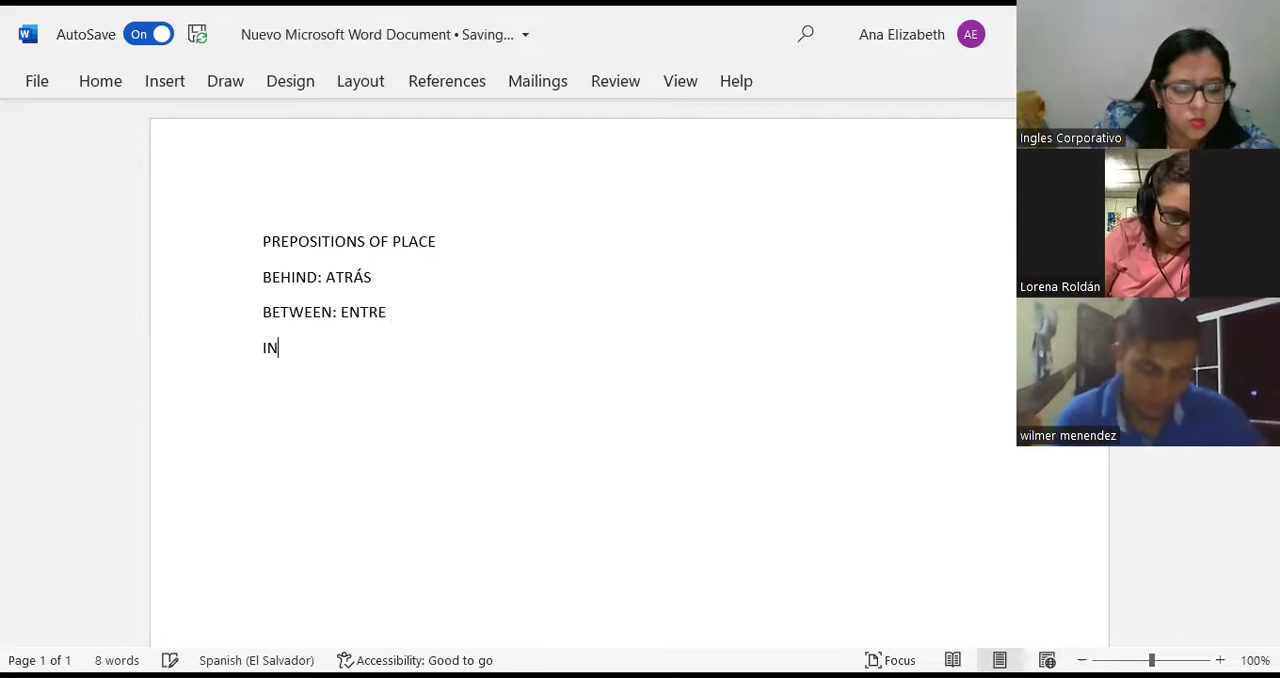 W AutoSave On Nuevo Microsoft Word Document • Saving... Ana Elizabeth AE
File Home Insert Draw Design Layout References Mailings Review View Help
Ingles Corporativo
Lorena Roldán
wilmer menendez
PREPOSITIONS OF PLACE
BEHIND: ATRÁS
BETWEEN: ENTRE
IN
Page 1 of 1 8 words Spanish (El Salvador) Accessibility: Good to go Focus 100%